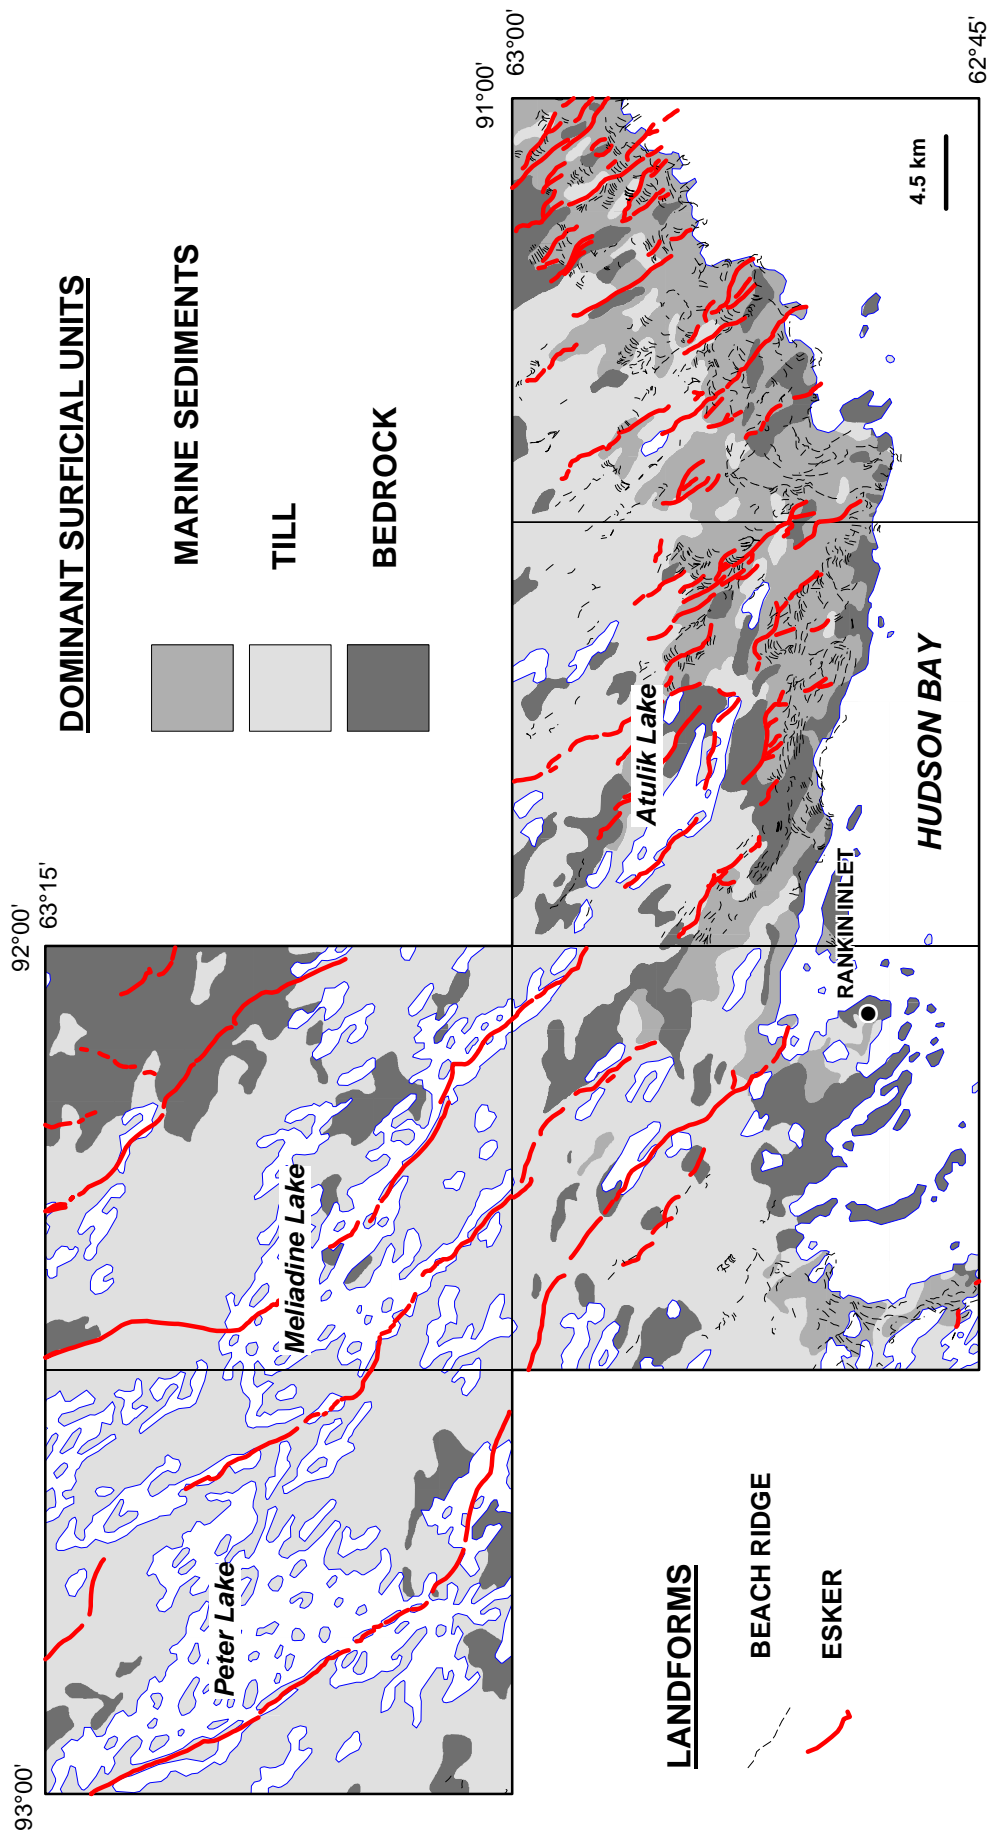 93°00'
92°00'
63°15'
91°00'
63°00'
62°45'
DOMINANT SURFICIAL UNITS
MARINE SEDIMENTS
TILL
BEDROCK
Peter Lake
Meliadine Lake
Atulik Lake
RANKIN INLET
HUDSON BAY
4.5 km
LANDFORMS
BEACH RIDGE
ESKER